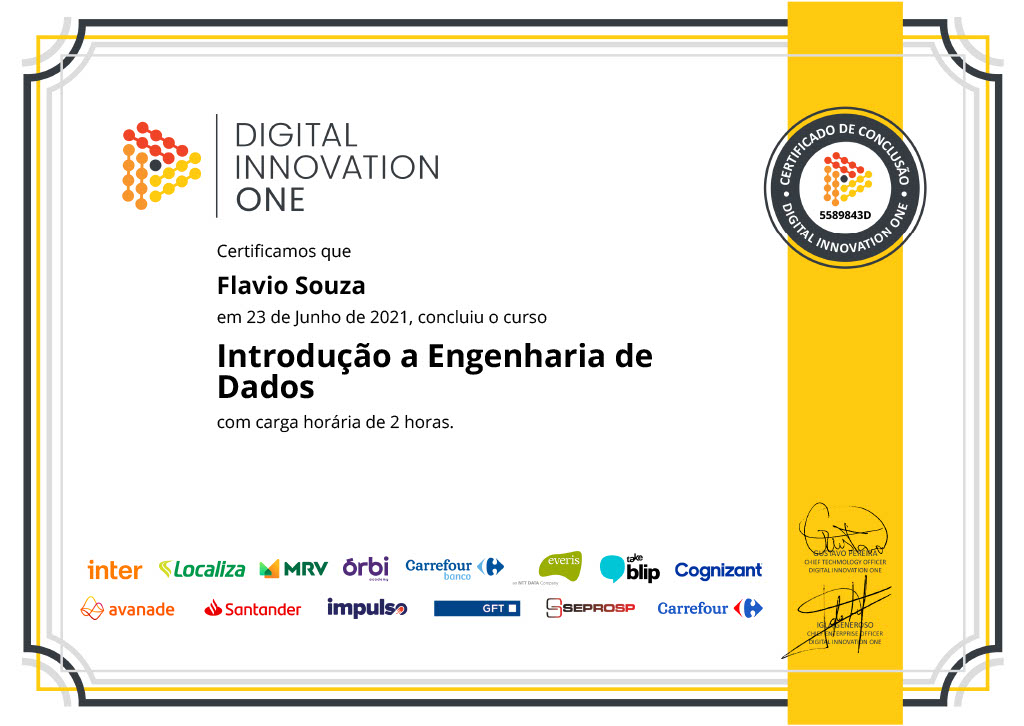 DIGITAL
INNOVATION
ONE
CERTIFICADO DE CONCLUSÃO
5589843D
DIGITAL INNOVATION ONE
Certificamos que
Flavio Souza
em 23 de Junho de 2021, concluiu o curso
Introdução a Engenharia de
Dados
com carga horária de 2 horas.
inter
Localiza
MRV
órbi
academy
Carrefour
banco
everis
an NTT DATA Company
take
blip
Cognizant
avanade
Santander
impulso
GFT
SEPROSP
Carrefour
GUSTAVO PEREIRA
CHIEF TECHNOLOGY OFFICER
DIGITAL INNOVATION ONE
IGLÁ GENEROSO
CHIEF ENTERPRISE OFFICER
DIGITAL INNOVATION ONE